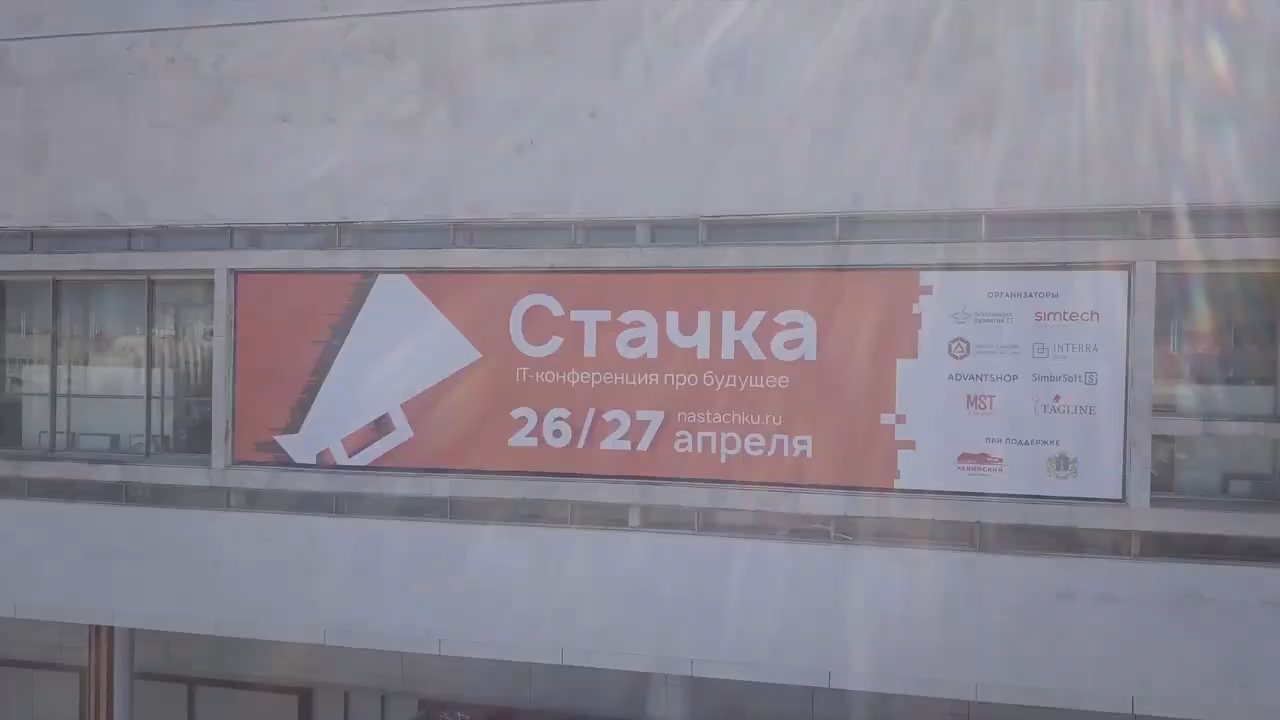 Стачка
IT-конференция про будущее
26/27
nastachku.ru
апреля
ОРГАНИЗАТОРЫ
simtech
INTERRA
ADVANTSHOP
SimbirSoft S
MST
TAGLINE
ПРИ ПОДДЕРЖКЕ
ЛЕНИНСКИЙ